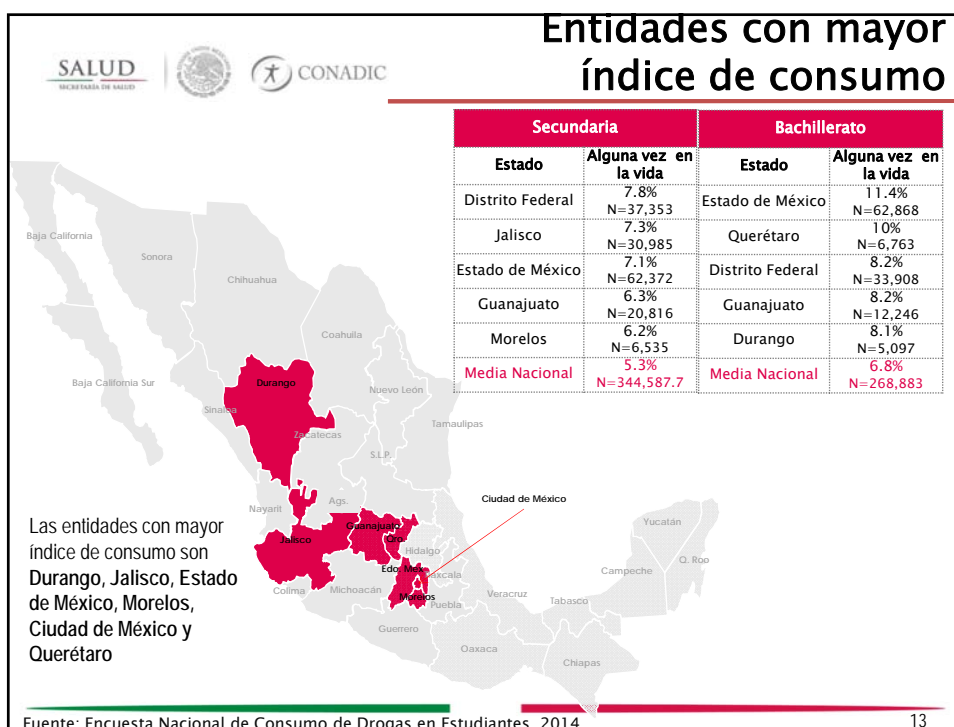 Entidades con mayor
índice de consumo
SALUD
SECRETARÍA DE SALUD
CONADIC
Secundaria Bachillerato
Estado Alguna vez en la vida Estado Alguna vez en la vida
Distrito Federal 7.8% N=37,353 Estado de México 11.4% N=62,868
Jalisco 7.3% N=30,985 Querétaro 10% N=6,763
Estado de México 7.1% N=62,372 Distrito Federal 8.2% N=33,908
Guanajuato 6.3% N=20,816 Guanajuato 8.2% N=12,246
Morelos 6.2% N=6,535 Durango 8.1% N=5,097
Media Nacional 5.3% N=344,587.7 Media Nacional 6.8% N=268,883
Baja California
Sonora
Chihuahua
Coahuila
Baja California Sur
Durango
Nuevo León
Sinaloa
Zacatecas
Tamaulipas
S.L.P.
Nayarit
Ags.
Ciudad de México
Guanajuato
Jalisco
Qro.
Hidalgo
Yucatán
Q. Roo
Campeche
Edo. Mex
Tlaxcala
Colima
Michoacán
Morelos
Puebla
Veracruz
Tabasco
Guerrero
Oaxaca
Chiapas
Las entidades con mayor
índice de consumo son
Durango, Jalisco, Estado
de México, Morelos,
Ciudad de México y
Querétaro
Fuente: Encuesta Nacional de Consumo de Drogas en Estudiantes, 2014
13